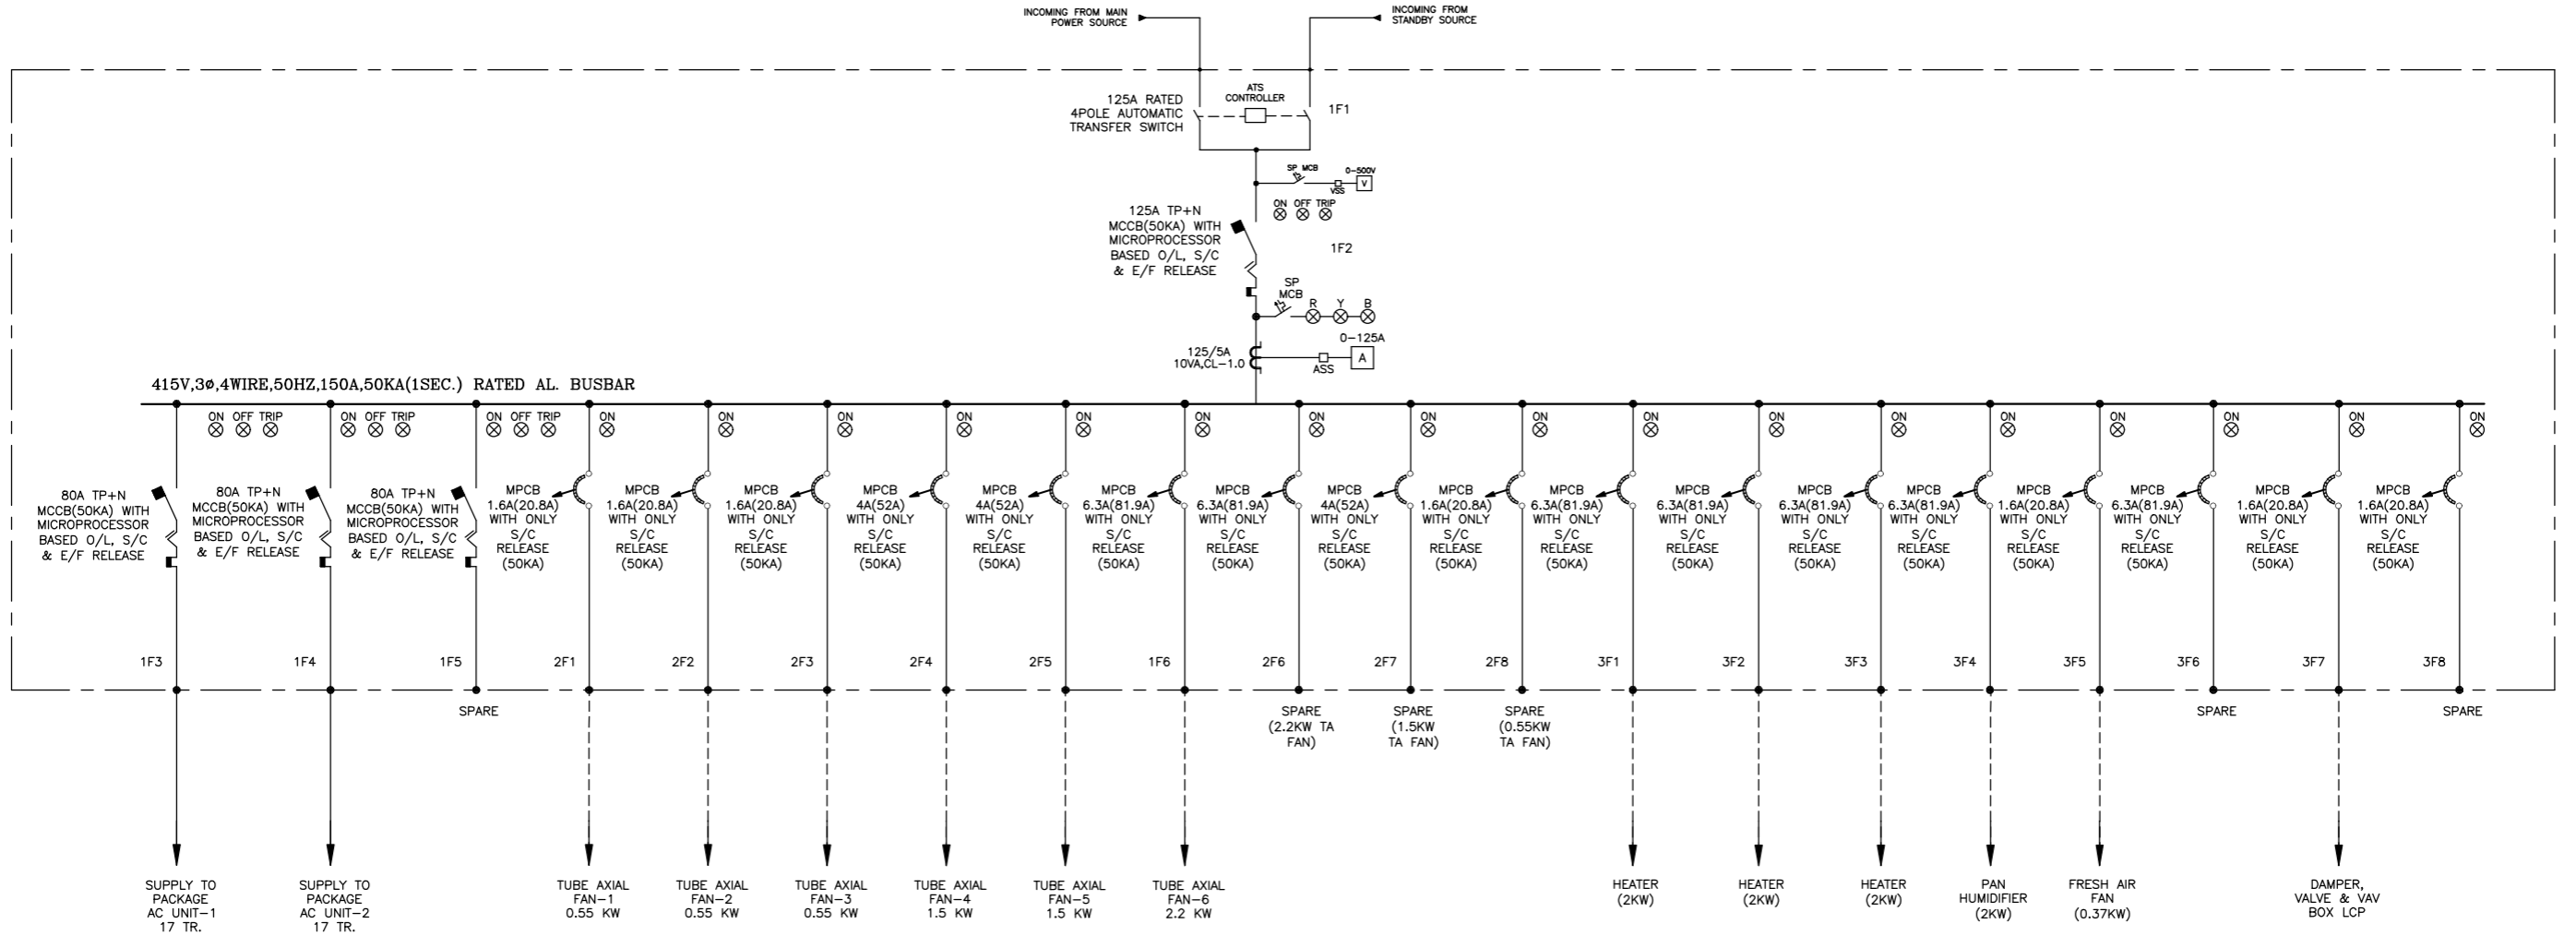 INCOMING FROM MAIN
POWER SOURCE
INCOMING FROM
STANDBY SOURCE
125A RATED
4POLE AUTOMATIC
TRANSFER SWITCH
ATS
CONTROLLER
1F1
SP MCB
VSS
0-500V
V
ON OFF TRIP
125A TP+N
MCCB(50KA) WITH
MICROPROCESSOR
BASED O/L, S/C
& E/F RELEASE
1F2
SP
MCB
R Y B
125/5A
10VA,CL-1.0
0-125A
A
ASS
415V,3ø,4WIRE,50HZ,150A,50KA(1SEC.) RATED AL. BUSBAR
ON OFF TRIP
80A TP+N
MCCB(50KA) WITH
MICROPROCESSOR
BASED O/L, S/C
& E/F RELEASE
1F3
SUPPLY TO
PACKAGE
AC UNIT-1
17 TR.
ON OFF TRIP
80A TP+N
MCCB(50KA) WITH
MICROPROCESSOR
BASED O/L, S/C
& E/F RELEASE
1F4
SUPPLY TO
PACKAGE
AC UNIT-2
17 TR.
ON OFF TRIP
80A TP+N
MCCB(50KA) WITH
MICROPROCESSOR
BASED O/L, S/C
& E/F RELEASE
1F5
SPARE
ON
MPCB
1.6A(20.8A)
WITH ONLY
S/C
RELEASE
(50KA)
2F1
TUBE AXIAL
FAN-1
0.55 KW
ON
MPCB
1.6A(20.8A)
WITH ONLY
S/C
RELEASE
(50KA)
2F2
TUBE AXIAL
FAN-2
0.55 KW
ON
MPCB
1.6A(20.8A)
WITH ONLY
S/C
RELEASE
(50KA)
2F3
TUBE AXIAL
FAN-3
0.55 KW
ON
MPCB
4A(52A)
WITH ONLY
S/C
RELEASE
(50KA)
2F4
TUBE AXIAL
FAN-4
1.5 KW
ON
MPCB
4A(52A)
WITH ONLY
S/C
RELEASE
(50KA)
2F5
TUBE AXIAL
FAN-5
1.5 KW
ON
MPCB
6.3A(81.9A)
WITH ONLY
S/C
RELEASE
(50KA)
1F6
TUBE AXIAL
FAN-6
2.2 KW
ON
MPCB
6.3A(81.9A)
WITH ONLY
S/C
RELEASE
(50KA)
2F6
SPARE
(2.2KW TA
FAN)
ON
MPCB
4A(52A)
WITH ONLY
S/C
RELEASE
(50KA)
2F7
SPARE
(1.5KW
TA FAN)
ON
MPCB
1.6A(20.8A)
WITH ONLY
S/C
RELEASE
(50KA)
2F8
SPARE
(0.55KW
TA FAN)
ON
MPCB
6.3A(81.9A)
WITH ONLY
S/C
RELEASE
(50KA)
3F1
HEATER
(2KW)
ON
MPCB
6.3A(81.9A)
WITH ONLY
S/C
RELEASE
(50KA)
3F2
HEATER
(2KW)
ON
MPCB
6.3A(81.9A)
WITH ONLY
S/C
RELEASE
(50KA)
3F3
HEATER
(2KW)
ON
MPCB
6.3A(81.9A)
WITH ONLY
S/C
RELEASE
(50KA)
3F4
PAN
HUMIDIFIER
(2KW)
ON
MPCB
1.6A(20.8A)
WITH ONLY
S/C
RELEASE
(50KA)
3F5
FRESH AIR
FAN
(0.37KW)
ON
MPCB
6.3A(81.9A)
WITH ONLY
S/C
RELEASE
(50KA)
3F6
SPARE
ON
MPCB
1.6A(20.8A)
WITH ONLY
S/C
RELEASE
(50KA)
3F7
DAMPER,
VALVE & VAV
BOX LCP
ON
MPCB
1.6A(20.8A)
WITH ONLY
S/C
RELEASE
(50KA)
3F8
SPARE